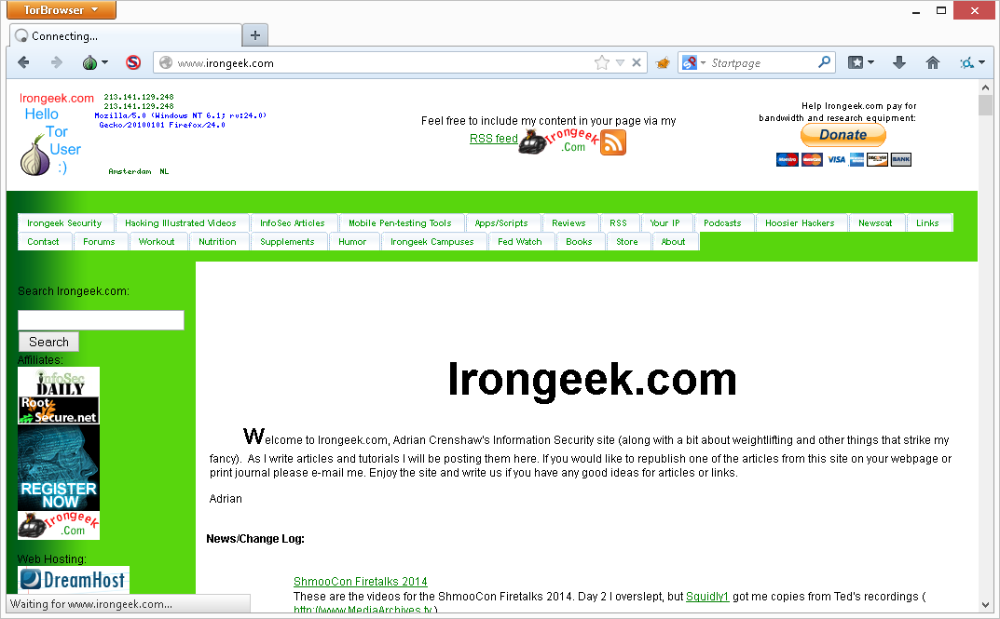 TorBrowser
Connecting...
www.irongeek.com
Startpage
Irongeek.com
Hello
Tor
User
:)
213.141.129.248
213.141.129.248
Mozilla/5.0 (Windows NT 6.1; rv:24.0)
Gecko/20100101 Firefox/24.0
Amsterdam NL
Feel free to include my content in your page via my
RSS feed
Irongeek
.Com
Help Irongeek.com pay for
bandwidth and research equipment:
Donate
Maestro MasterCard VISA DISCOVER BANK
Irongeek Security Hacking Illustrated Videos InfoSec Articles Mobile Pen-testing Tools Apps/Scripts Reviews RSS Your IP Podcasts Hoosier Hackers Newscat Links
Contact Forums Workout Nutrition Supplements Humor Irongeek Campuses Fed Watch Books Store About
Search Irongeek.com:
Search
Affiliates:
InfoSec
DAILY
Root
Secure.net
REGISTER
NOW
Irongeek
.Com
Web Hosting:
DreamHost
Irongeek.com
Welcome to Irongeek.com, Adrian Crenshaw's Information Security site (along with a bit about weightlifting and other things that strike my
fancy). As I write articles and tutorials I will be posting them here. If you would like to republish one of the articles from this site on your webpage or
print journal please e-mail me. Enjoy the site and write us if you have any good ideas for articles or links.
Adrian
News/Change Log:
ShmooCon Firetalks 2014
These are the videos for the ShmooCon Firetalks 2014. Day 2 I overslept, but Squidly1 got me copies from Ted's recordings (
http://www.MediaArchives.tv )
Waiting for www.irongeek.com...